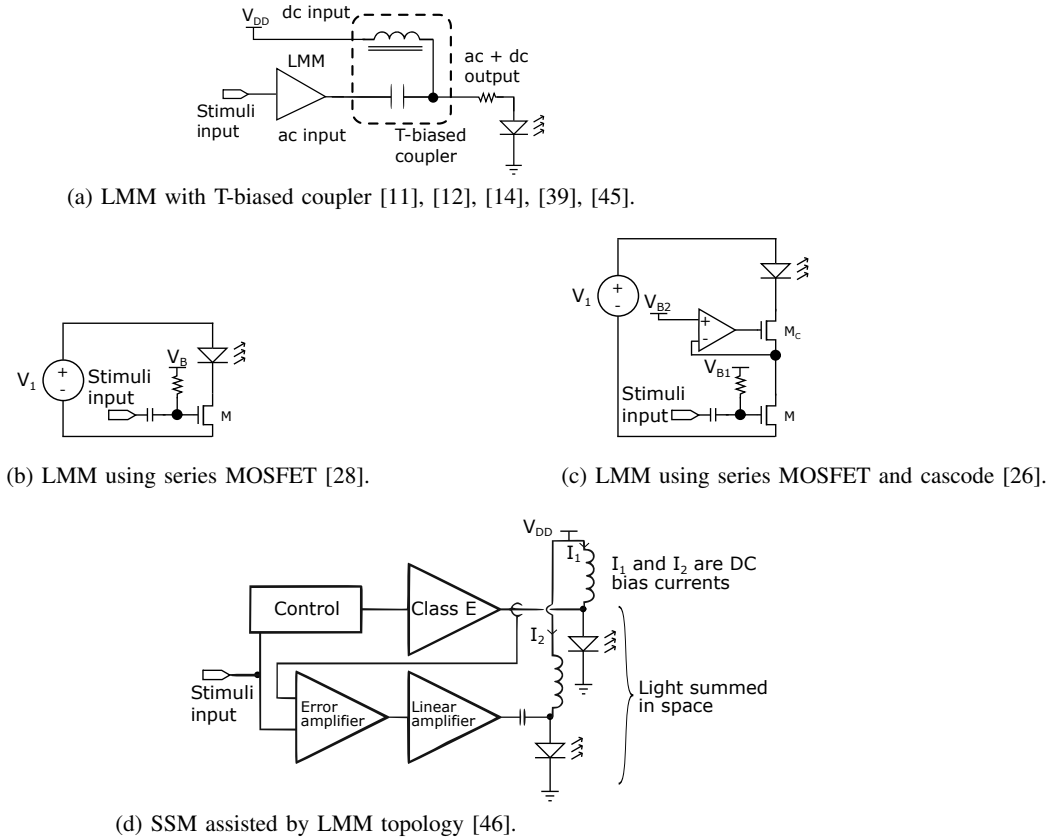 dc input
V_DD
LMM
ac + dc
output
Stimuli
input
ac input
T-biased
coupler
(a) LMM with T-biased coupler [11], [12], [14], [39], [45].
V_1
+
-
V_B
Stimuli
input
M
(b) LMM using series MOSFET [28].
V_1
+
-
V_B2
+
-
M_C
V_B1
Stimuli
input
M
(c) LMM using series MOSFET and cascode [26].
V_DD
I_1
I_1 and I_2 are DC
bias currents
Control
Class E
I_2
Stimuli
input
Error
amplifier
Linear
amplifier
Light summed
in space
(d) SSM assisted by LMM topology [46].